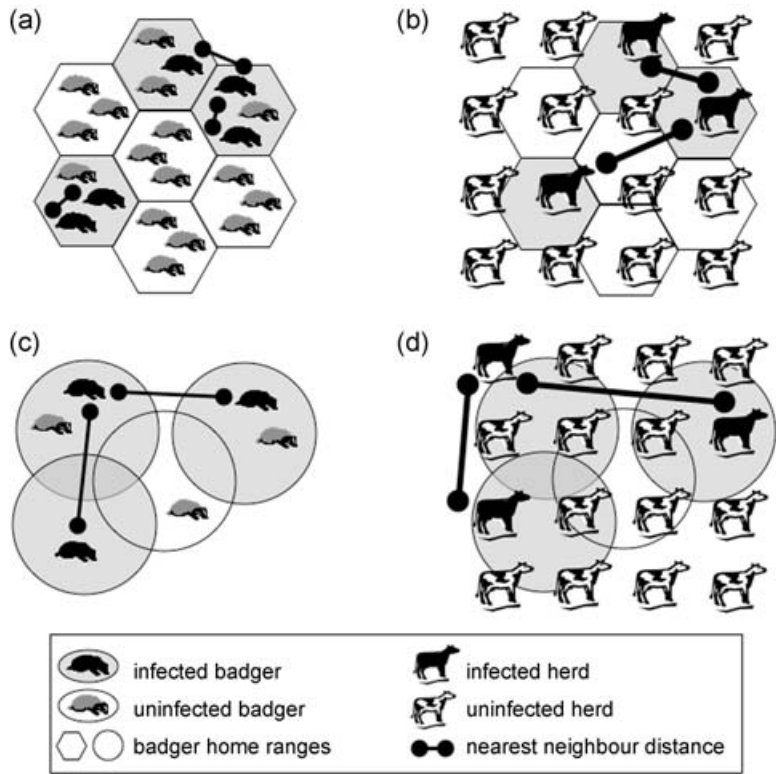 (a)
(b)
(c)
(d)
infected badger
infected herd
uninfected badger
uninfected herd
badger home ranges
nearest neighbour distance